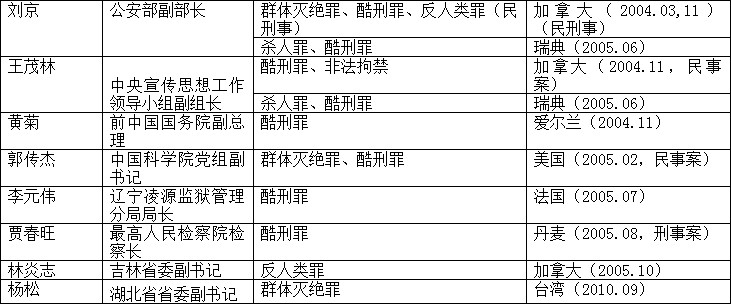 刘京 公安部副部长 群体灭绝罪、酷刑罪、反人类罪（民 加拿大（2004.03,11）
刑事） （民刑事）
杀人罪、酷刑罪 瑞典（2005.06）
王茂林 中央宣传思想工作 酷刑罪、非法拘禁 加拿大（2004.11，民事
领导小组副组长 案）
杀人罪、酷刑罪 瑞典（2005.06）
黄菊 前中国国务院副总 酷刑罪 爱尔兰（2004.11）
理
郭传杰 中国科学院党组副 群体灭绝罪、酷刑罪 美国（2005.02，民事案）
书记
李元伟 辽宁凌源监狱管理 酷刑罪 法国（2005.07）
分局局长
贾春旺 最高人民检察院检 酷刑罪 丹麦（2005.08，刑事案）
察长
林炎志 吉林省委副书记 反人类罪 加拿大（2005.10）
杨松 湖北省省委副书记 群体灭绝罪 台湾（2010.09）